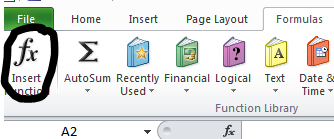 File Home Insert Page Layout Formulas
fx Σ A
Insert AutoSum Recently Financial Logical Text Date &
Function Used Time
Function Library
A2 fx